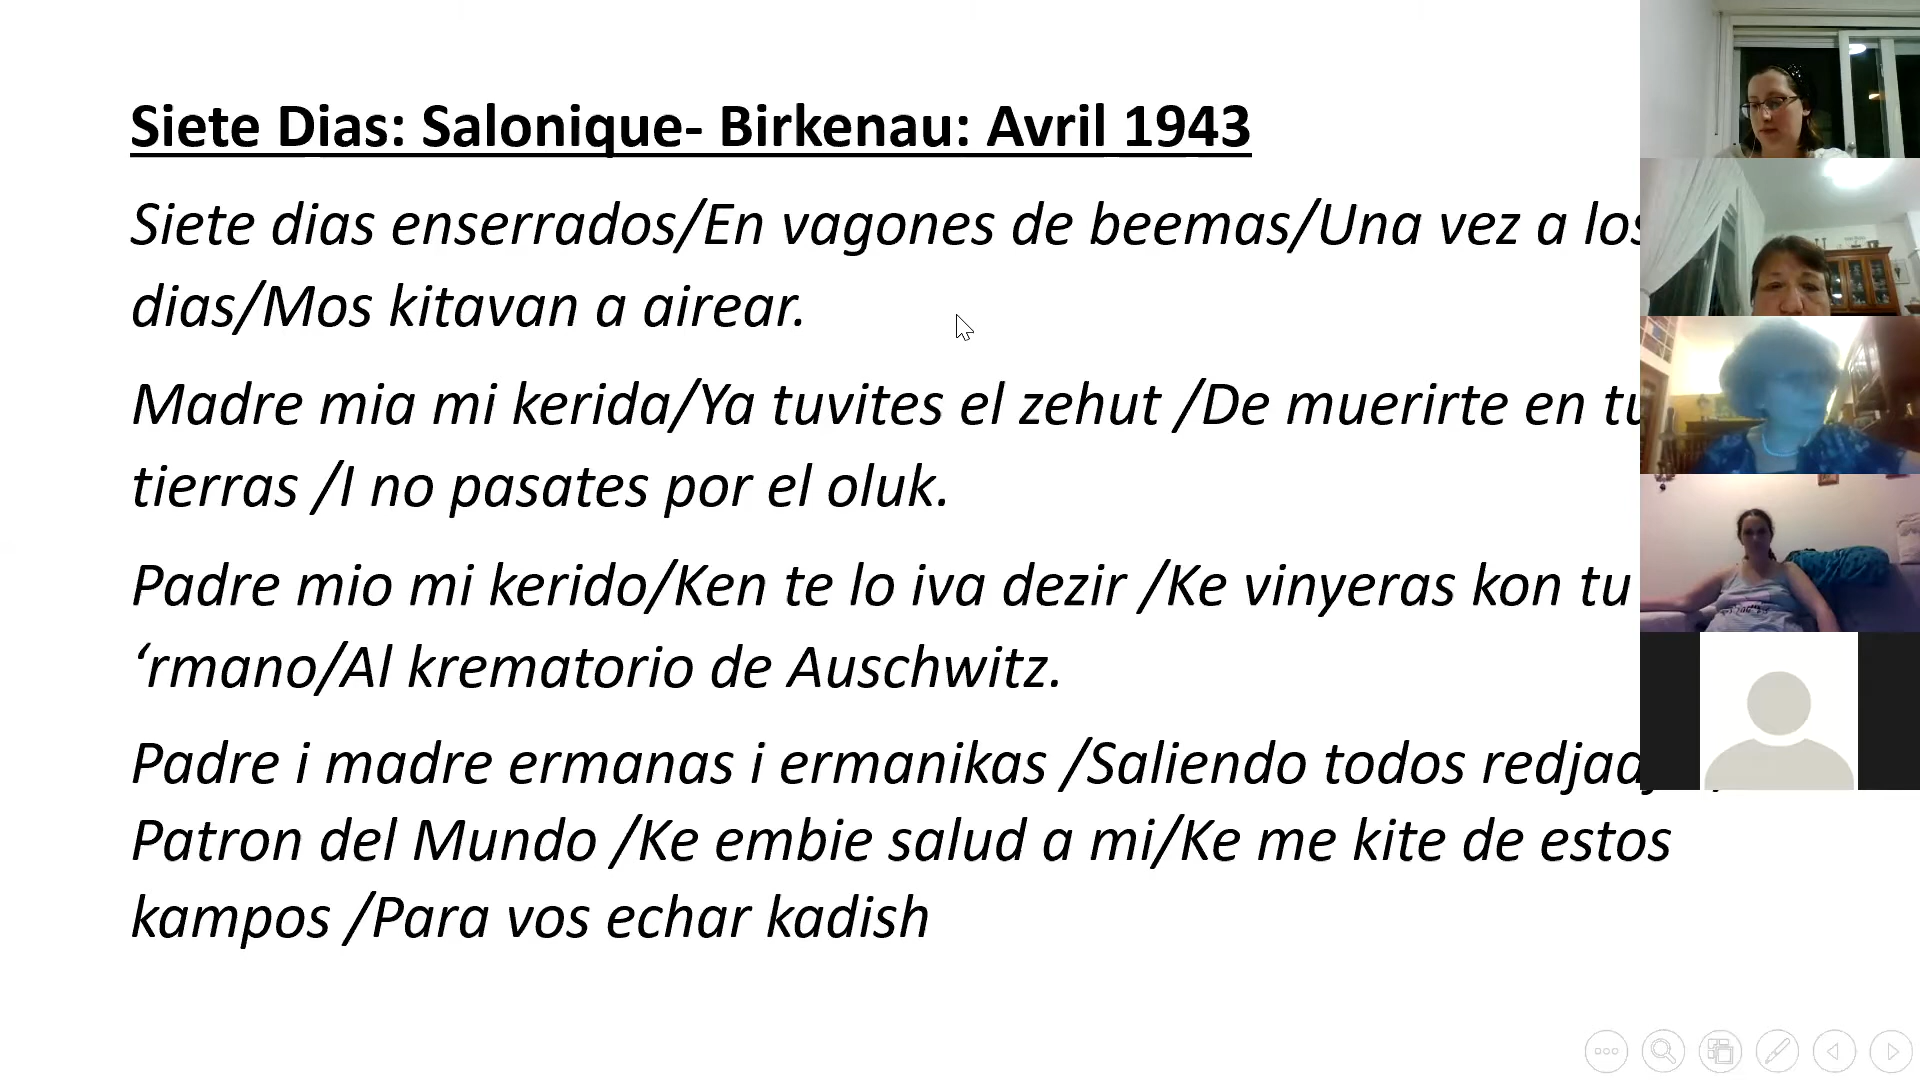 Siete Dias: Salonique- Birkenau: Avril 1943
Siete dias enserrados/En vagones de beemas/Una vez a los
dias/Mos kitavan a airear.
Madre mia mi kerida/Ya tuvites el zehut /De muerirte en tu
tierras /I no pasates por el oluk.
Padre mio mi kerido/Ken te lo iva dezir /Ke vinyeras kon tu
‘rmano/Al krematorio de Auschwitz.
Padre i madre ermanas i ermanikas /Saliendo todos
Patron del Mundo /Ke embie salud a mi/Ke me kite de estos
kampos /Para vos echar kadish